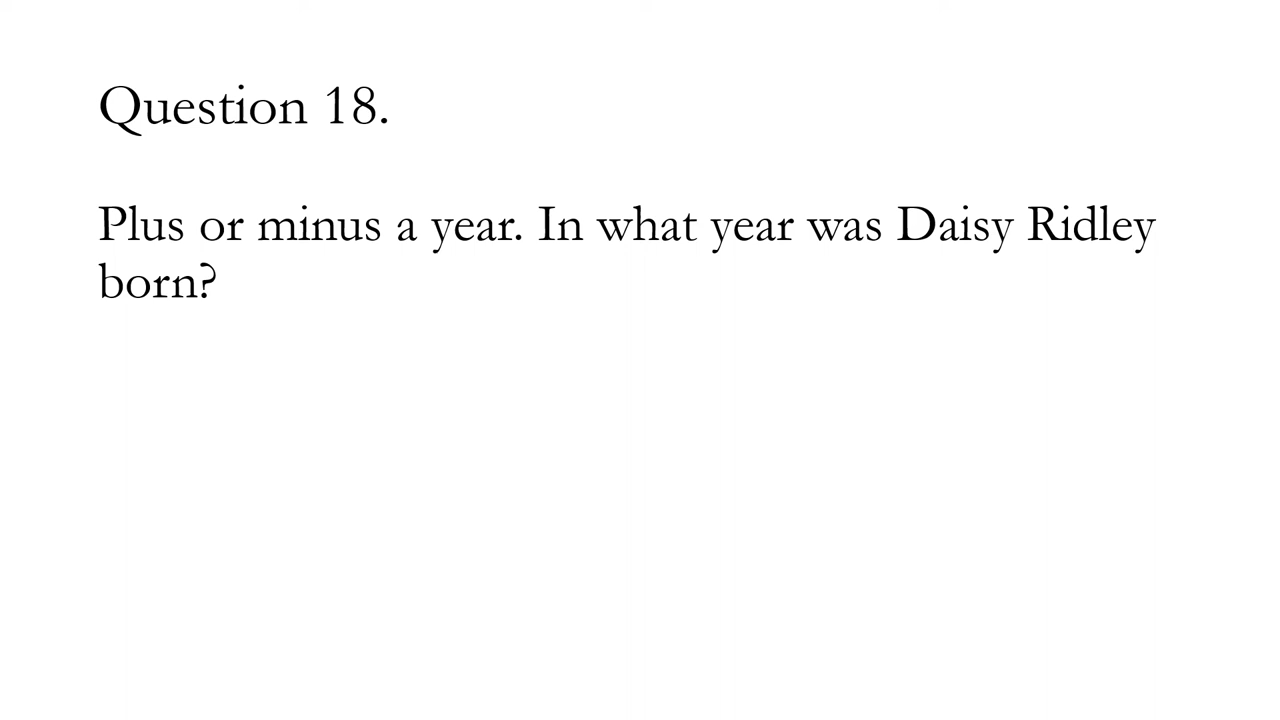 Question 18.
Plus or minus a year. In what year was Daisy Ridley
born?